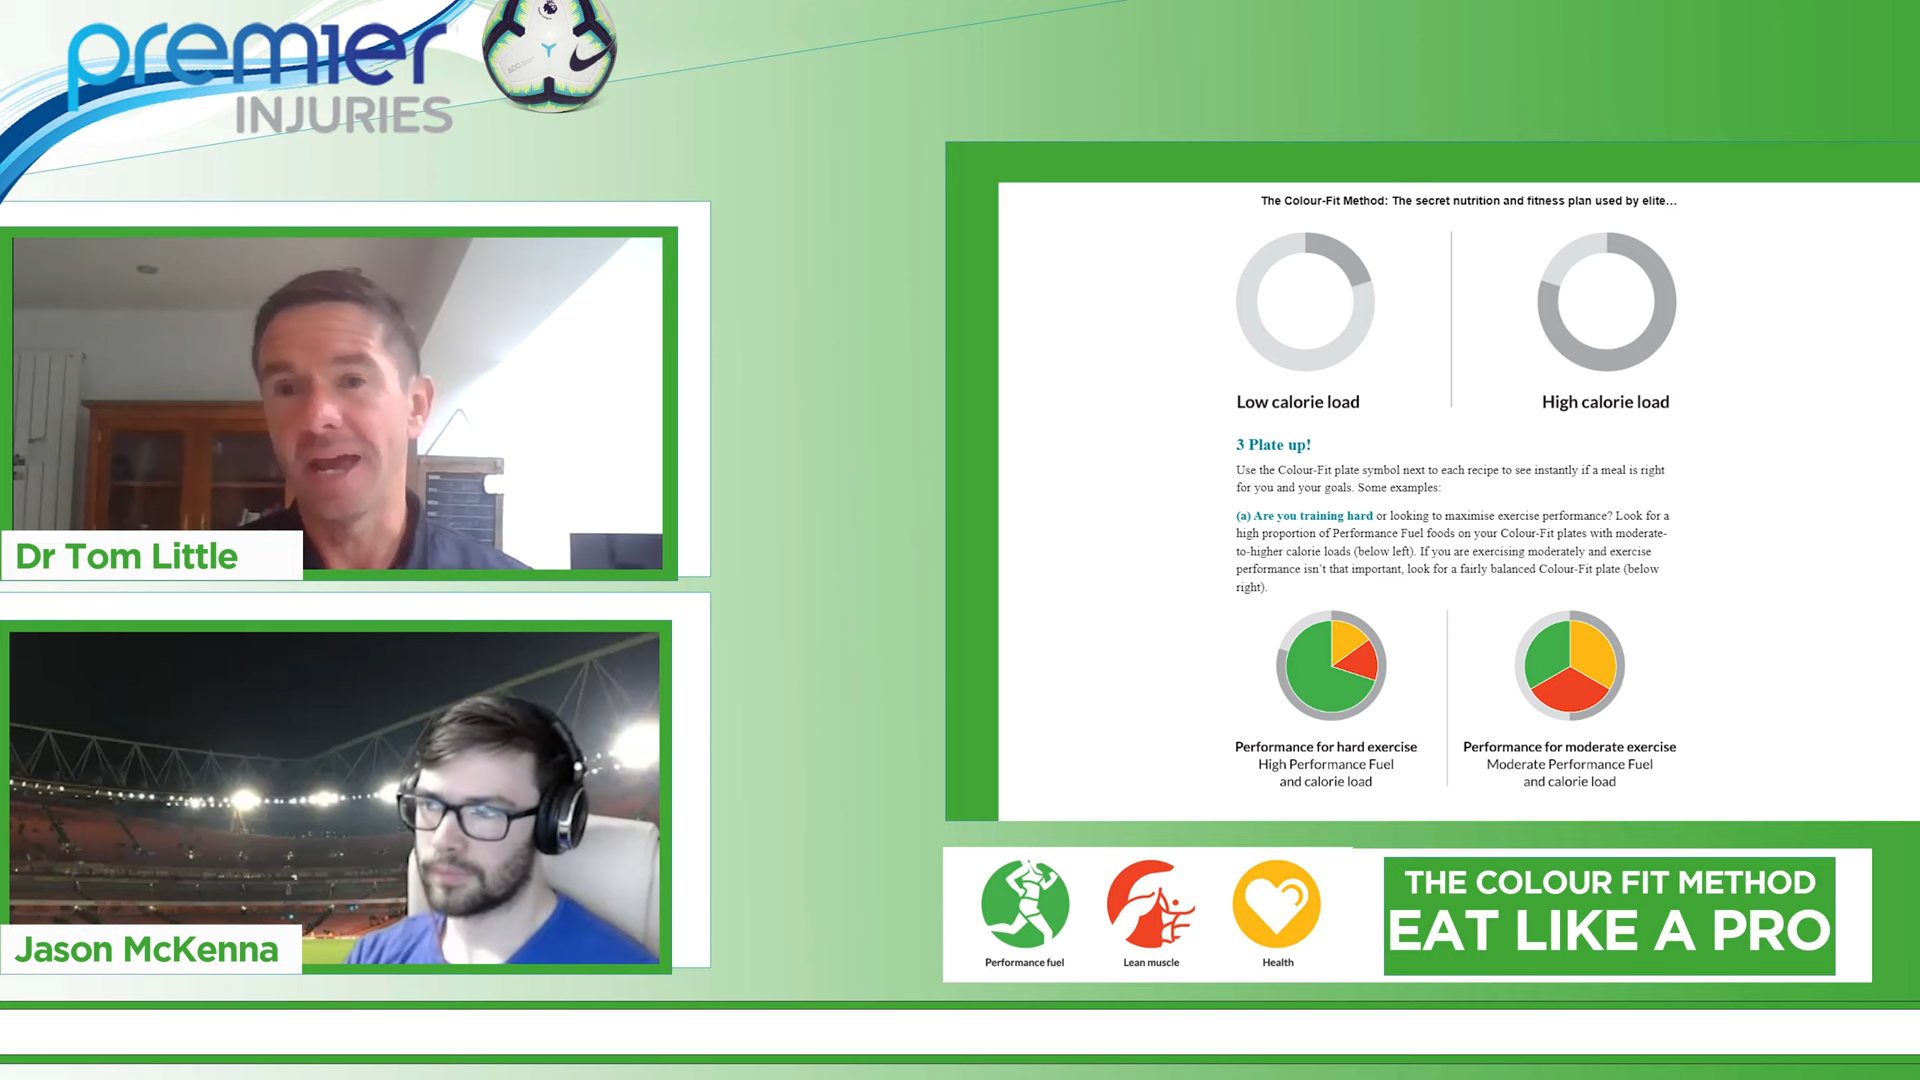 premier
INJURIES
Dr Tom Little
Jason McKenna
The Colour-Fit Method: The secret nutrition and fitness plan used by elite…
Low calorie load
High calorie load
3 Plate up!
Use the Colour-Fit plate symbol next to each recipe to see instantly if a meal is right
for you and your goals. Some examples:
(a) Are you training hard or looking to maximise exercise performance? Look for a
high proportion of Performance Fuel foods on your Colour-Fit plates with moderate-
to-higher calorie loads (below left). If you are exercising moderately and exercise
performance isn't that important, look for a fairly balanced Colour-Fit plate (below
right).
Performance for hard exercise
High Performance Fuel
and calorie load
Performance for moderate exercise
Moderate Performance Fuel
and calorie load
Performance fuel
Lean muscle
Health
THE COLOUR FIT METHOD
EAT LIKE A PRO